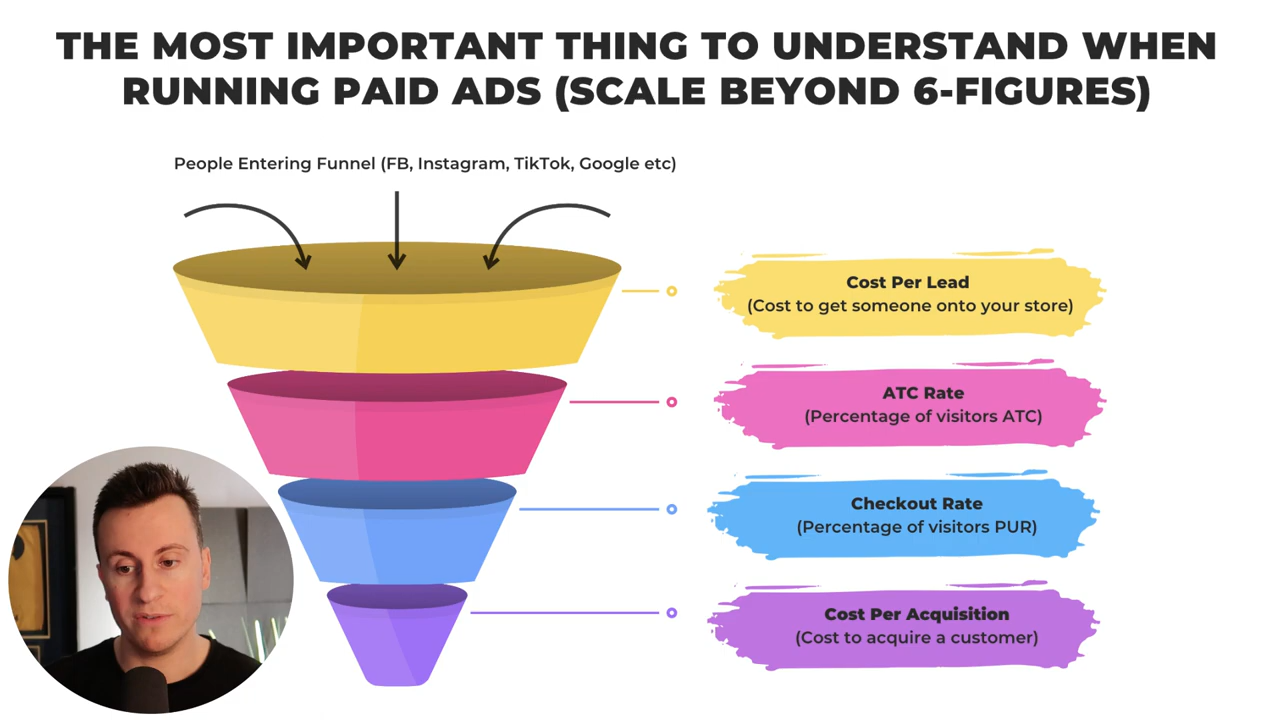 THE MOST IMPORTANT THING TO UNDERSTAND WHEN
RUNNING PAID ADS (SCALE BEYOND 6-FIGURES)
People Entering Funnel (FB, Instagram, TikTok, Google etc)
Cost Per Lead
(Cost to get someone onto your store)
ATC Rate
(Percentage of visitors ATC)
Checkout Rate
(Percentage of visitors PUR)
Cost Per Acquisition
(Cost to acquire a customer)